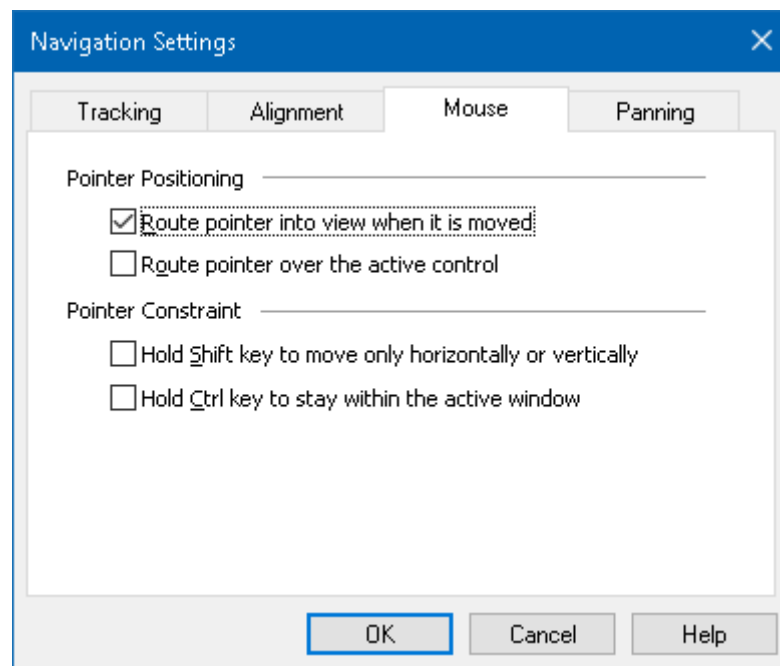 Navigation Settings
Tracking Alignment Mouse Panning
Pointer Positioning
Route pointer into view when it is moved
Route pointer over the active control
Pointer Constraint
Hold Shift key to move only horizontally or vertically
Hold Ctrl key to stay within the active window
OK Cancel Help